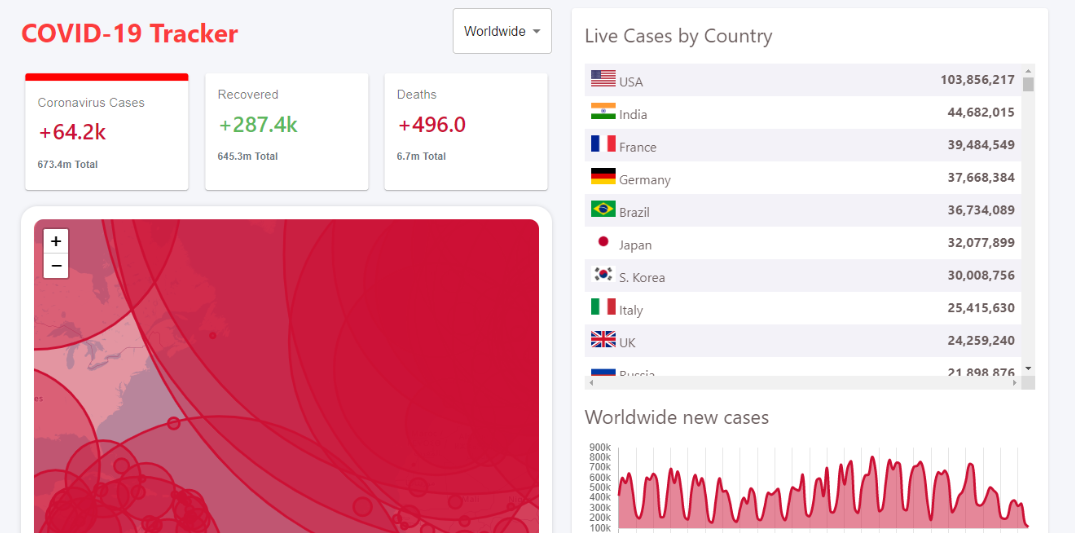 COVID-19 Tracker
Worldwide
Coronavirus Cases
+64.2k
673.4m Total
Recovered
+287.4k
645.3m Total
Deaths
+496.0
6.7m Total
+
−
Live Cases by Country
USA 103,856,217
India 44,682,015
France 39,484,549
Germany 37,668,384
Brazil 36,734,089
Japan 32,077,899
S. Korea 30,008,756
Italy 25,415,630
UK 24,259,240
Russia 21,898,876
Worldwide new cases
900k
800k
700k
600k
500k
400k
300k
200k
100k